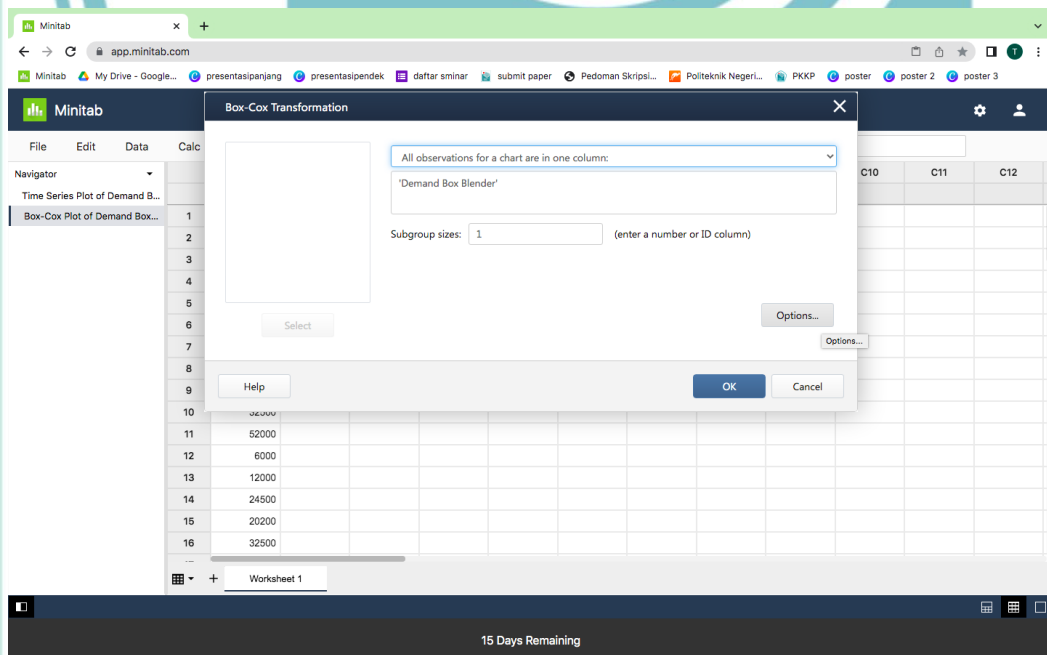 Minitab
app.minitab.com
Minitab My Drive - Google... presentasipanjang presentasipendek daftar sminar submit paper Pedoman Skripsi... Politeknik Negeri... PKKP poster poster 2 poster 3
Minitab
Box-Cox Transformation
File Edit Data Calc
Navigator
Time Series Plot of Demand B...
Box-Cox Plot of Demand Box...
All observations for a chart are in one column:
'Demand Box Blender'
Subgroup sizes: 1 (enter a number or ID column)
Select
Options...
Options...
Help OK Cancel
C10 C11 C12
1
2
3
4
5
6
7
8
9
10 32500
11 52000
12 6000
13 12000
14 24500
15 20200
16 32500
Worksheet 1
15 Days Remaining